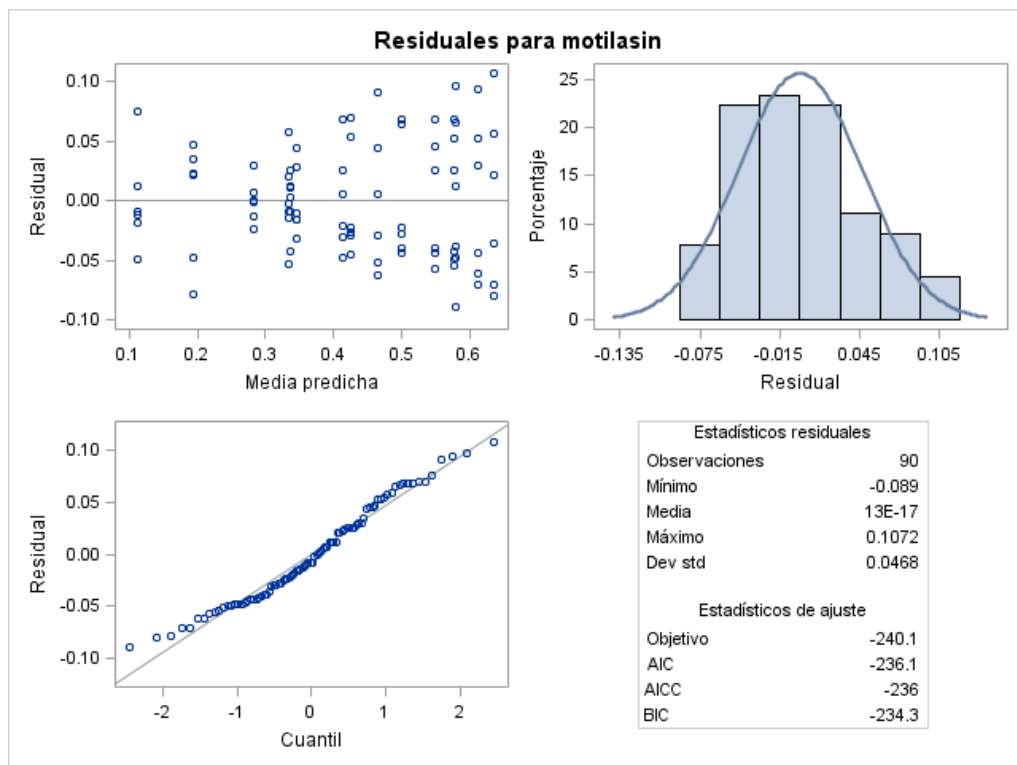 Residuales para motilasin
0.10
0.05
0.00
-0.05
-0.10
Residual
0.1 0.2 0.3 0.4 0.5 0.6
Media predicha
25
20
15
10
5
0
Porcentaje
-0.135 -0.075 -0.015 0.045 0.105
Residual
0.10
0.05
0.00
-0.05
-0.10
Residual
-2 -1 0 1 2
Cuantil
Estadísticos residuales
Observaciones 90
Mínimo -0.089
Media 13E-17
Máximo 0.1072
Dev std 0.0468
Estadísticos de ajuste
Objetivo -240.1
AIC -236.1
AICC -236
BIC -234.3